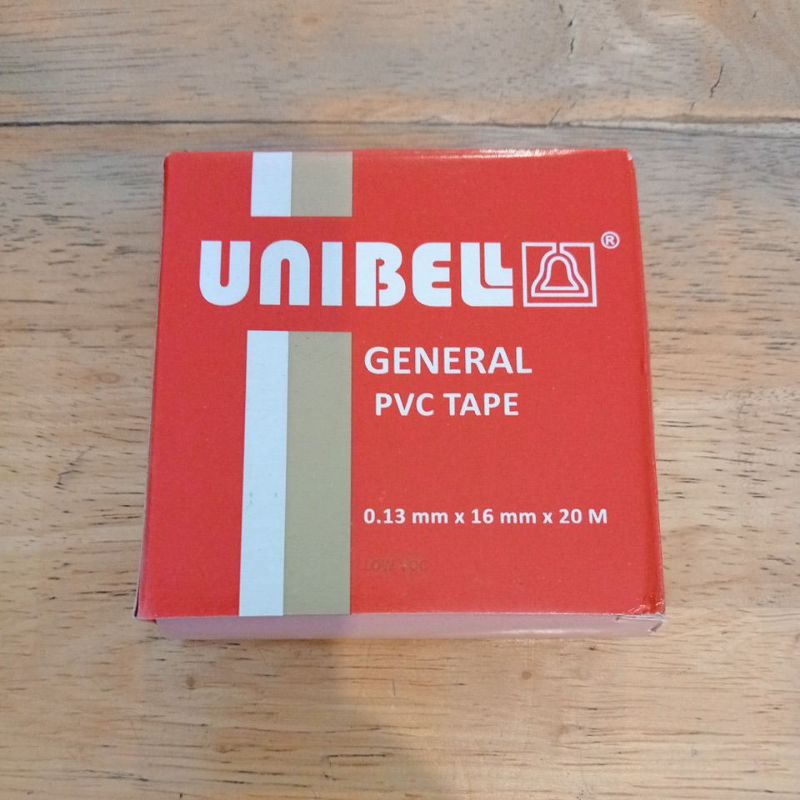 UNIBELL ®
GENERAL
PVC TAPE
0.13 mm x 16 mm x 20 M